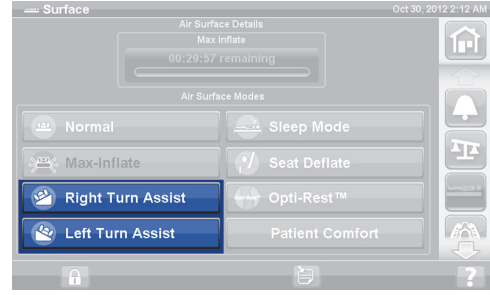 Surface
Oct 30, 2012 2:12 AM
Air Surface Details
Max Inflate
00:29:57 remaining
Air Surface Modes
Normal
Sleep Mode
Max-Inflate
Seat Deflate
Right Turn Assist
Opti-Rest™
Left Turn Assist
Patient Comfort
?